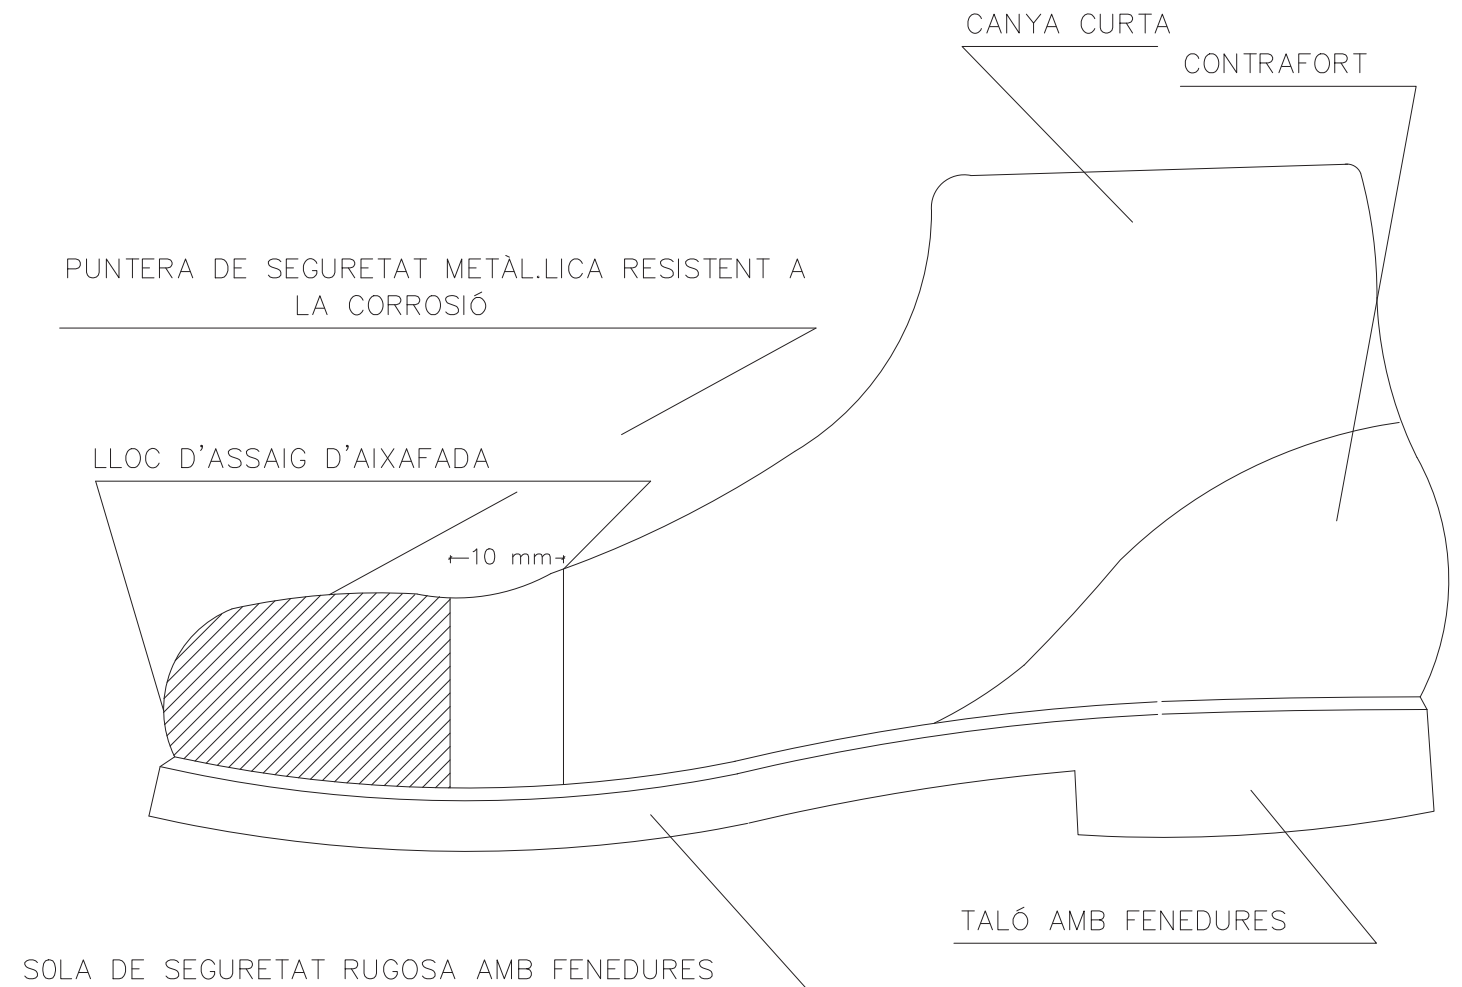 CANYA CURTA
CONTRAFORT
PUNTERA DE SEGURETAT METÀL.LICA RESISTENT A
LA CORROSIÓ
LLOC D'ASSAIG D'AIXAFADA
10 mm
TALÓ AMB FENEDURES
SOLA DE SEGURETAT RUGOSA AMB FENEDURES